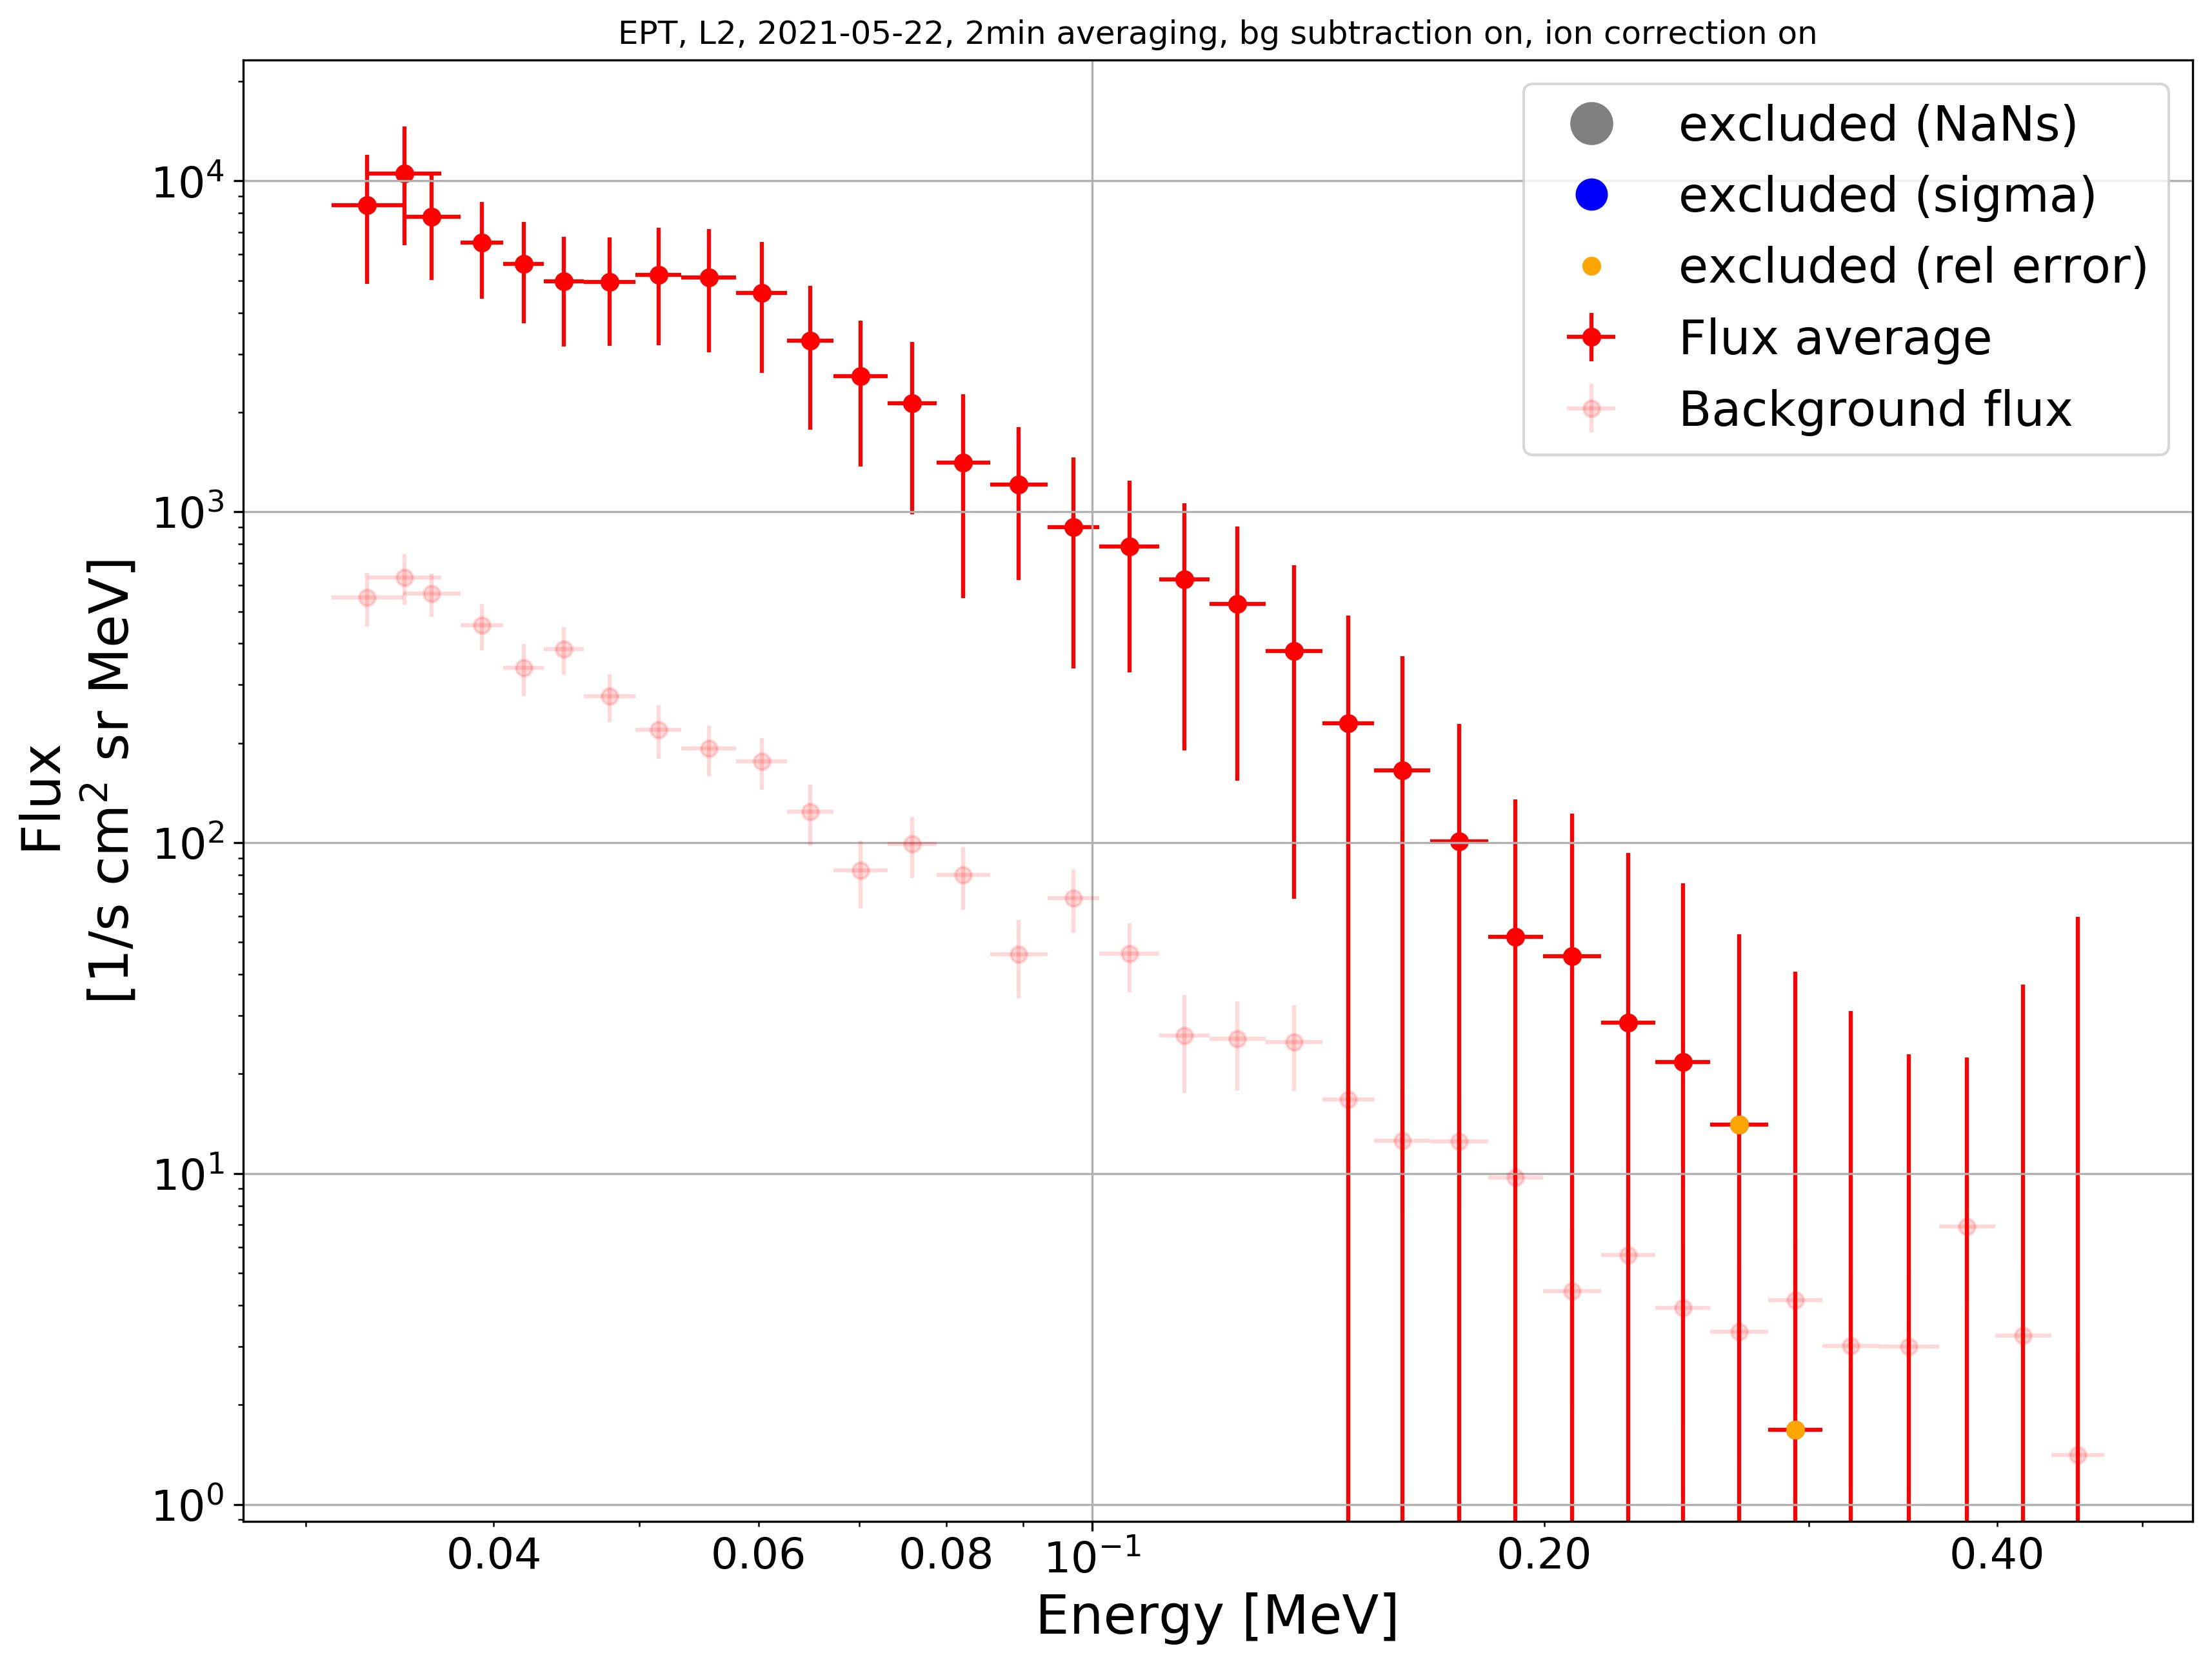 EPT, L2, 2021-05-22, 2min averaging, bg subtraction on, ion correction on
excluded (NaNs)
excluded (sigma)
excluded (rel error)
Flux average
Background flux
10⁴
10³
10²
10¹
10⁰
Flux
[1/s cm² sr MeV]
0.04 0.06 0.08 10⁻¹ 0.20 0.40
Energy [MeV]